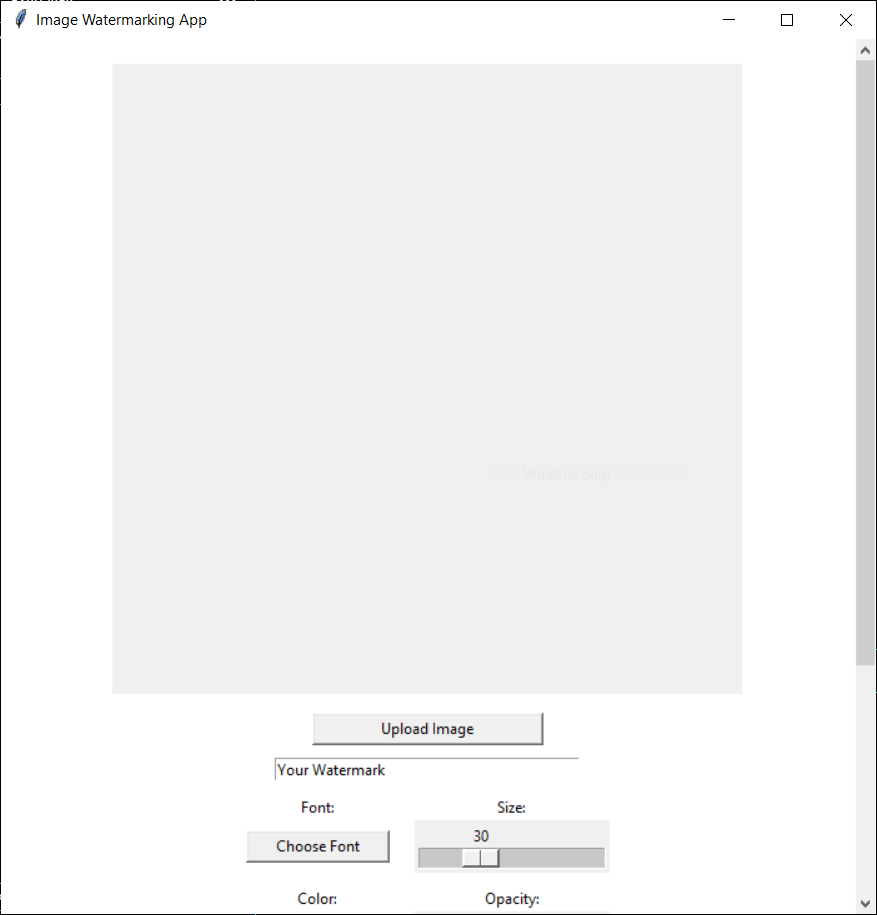 Image Watermarking App
Window Snip
Upload Image
Your Watermark
Font:
Size:
30
Choose Font
Color:
Opacity: